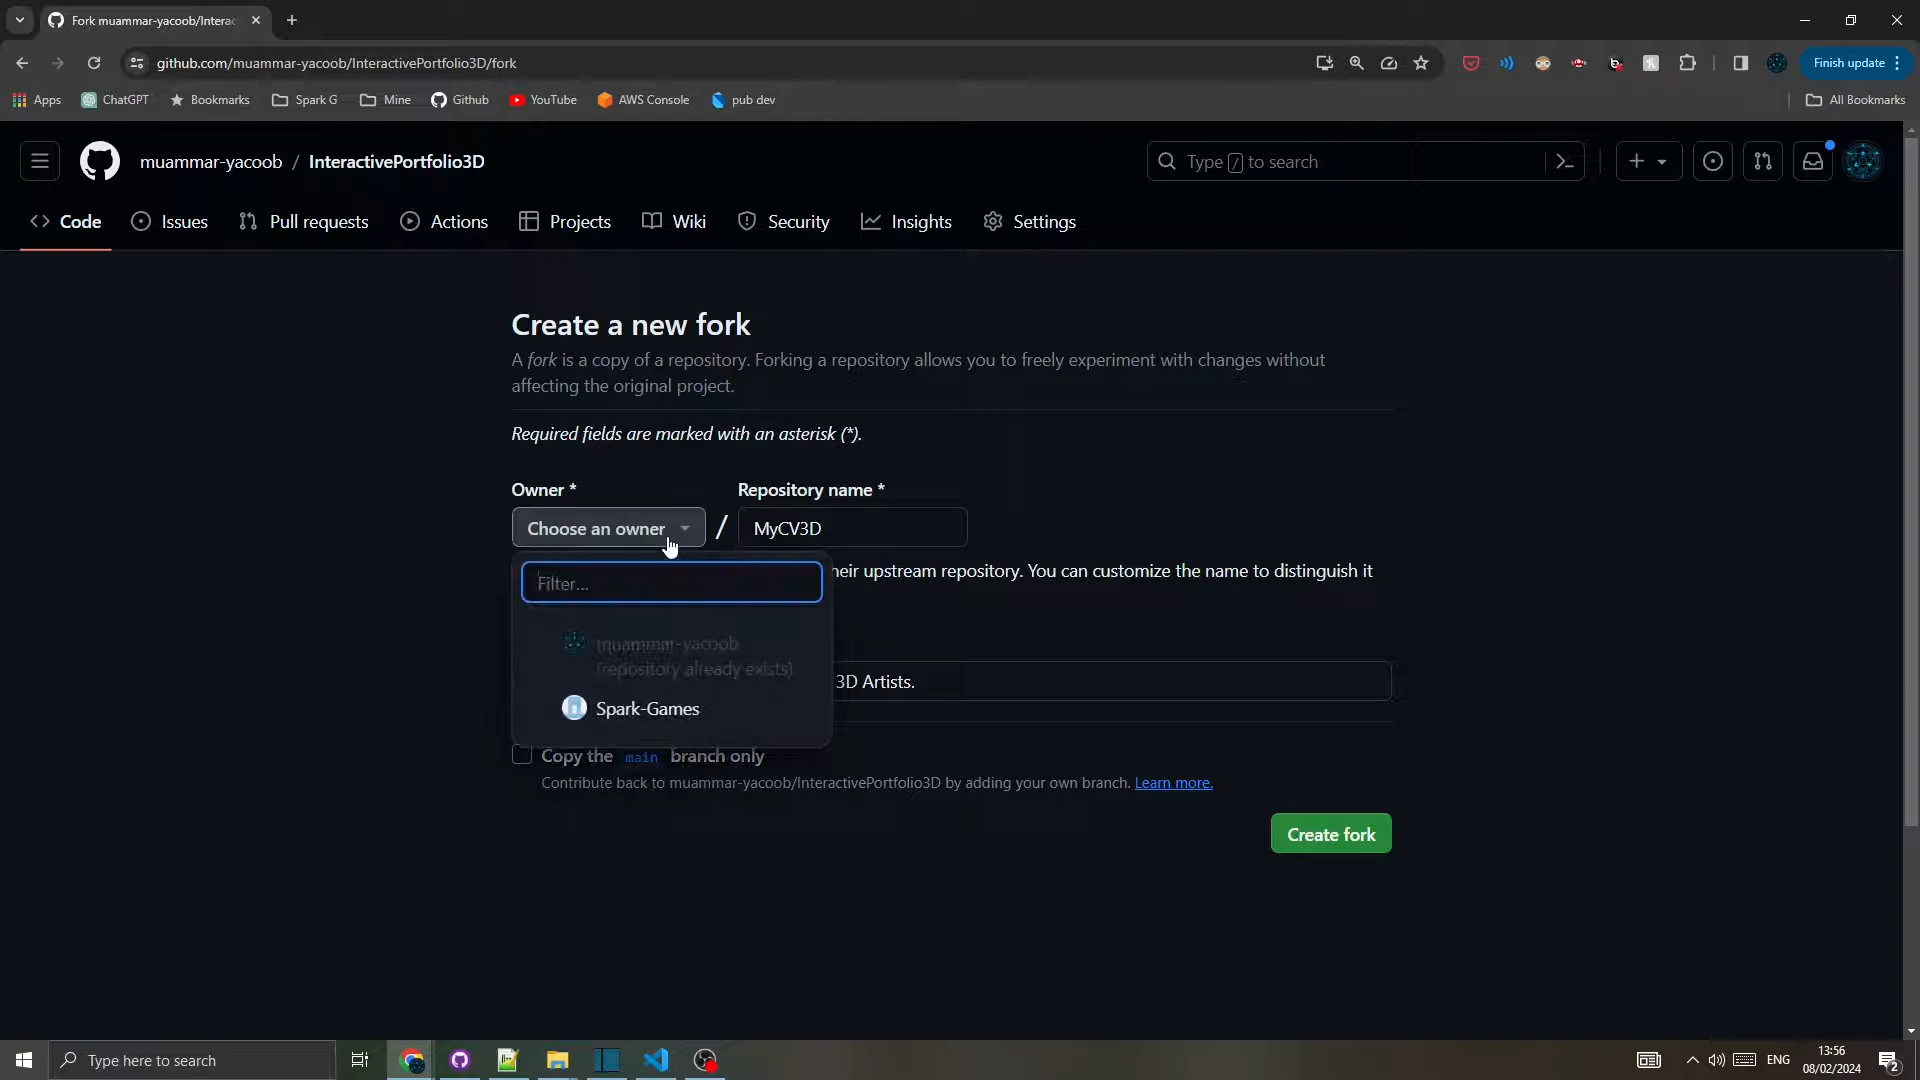 Fork muammar-yacoob/Interac
github.com/muammar-yacoob/InteractivePortfolio3D/fork
Finish update
Apps
ChatGPT
Bookmarks
Spark G
Mine
Github
YouTube
AWS Console
pub dev
All Bookmarks
muammar-yacoob / InteractivePortfolio3D
Type / to search
Code
Issues
Pull requests
Actions
Projects
Wiki
Security
Insights
Settings
Create a new fork
A fork is a copy of a repository. Forking a repository allows you to freely experiment with changes without
affecting the original project.
Required fields are marked with an asterisk (*).
Owner *
Repository name *
Choose an owner
/
MyCV3D
heir upstream repository. You can customize the name to distinguish it
Filter...
muammar-yacoob
(repository already exists)
3D Artists.
Spark-Games
Copy the main branch only
Contribute back to muammar-yacoob/InteractivePortfolio3D by adding your own branch. Learn more.
Create fork
Type here to search
ENG
13:56
08/02/2024
2